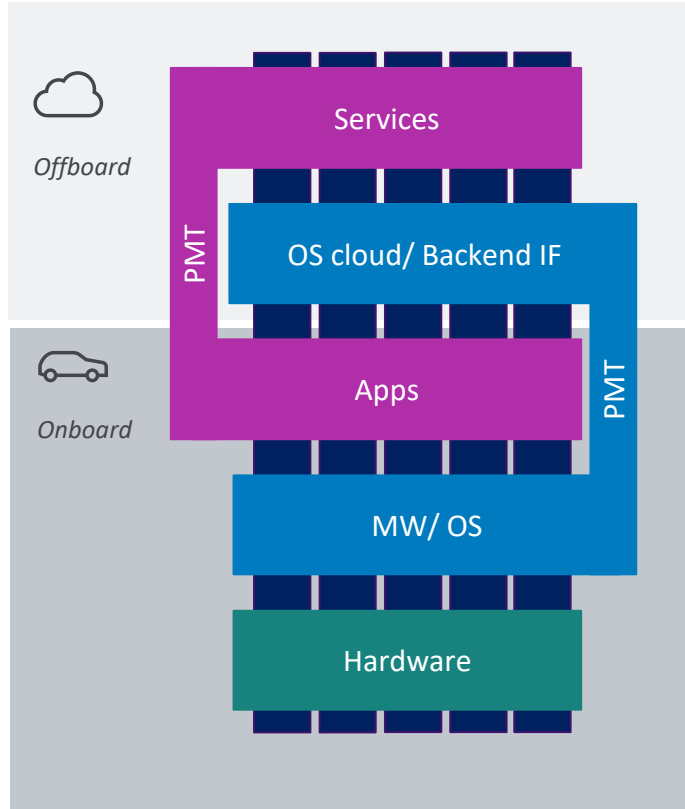 Services
Offboard
PMT
OS cloud/ Backend IF
Apps
PMT
Onboard
MW/ OS
Hardware